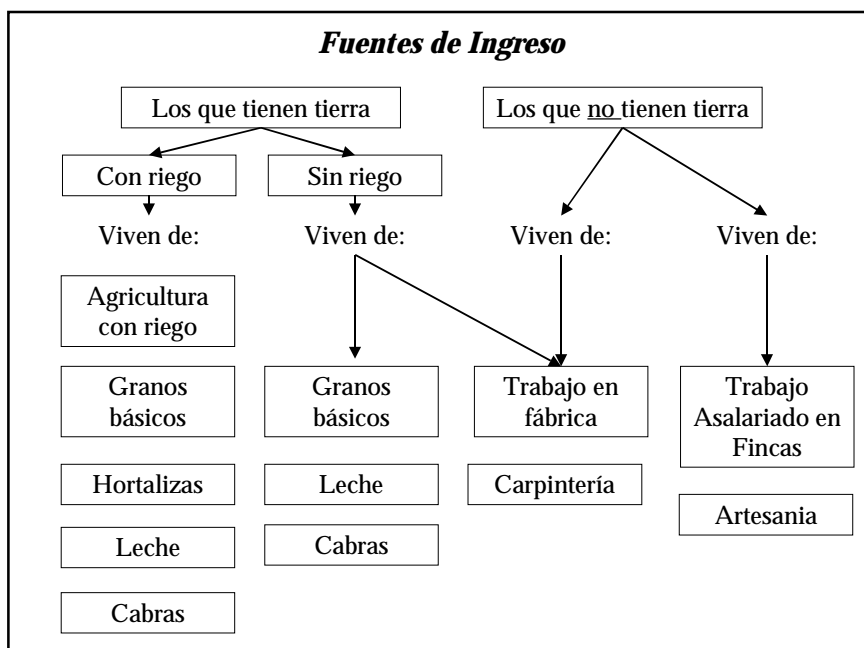 Fuentes de Ingreso
Los que tienen tierra
Los que no tienen tierra
Con riego
Sin riego
Viven de:
Viven de:
Viven de:
Viven de:
Agricultura
con riego
Granos
básicos
Granos
básicos
Trabajo en
fábrica
Trabajo
Asalariado en
Fincas
Hortalizas
Leche
Carpintería
Artesania
Leche
Cabras
Cabras